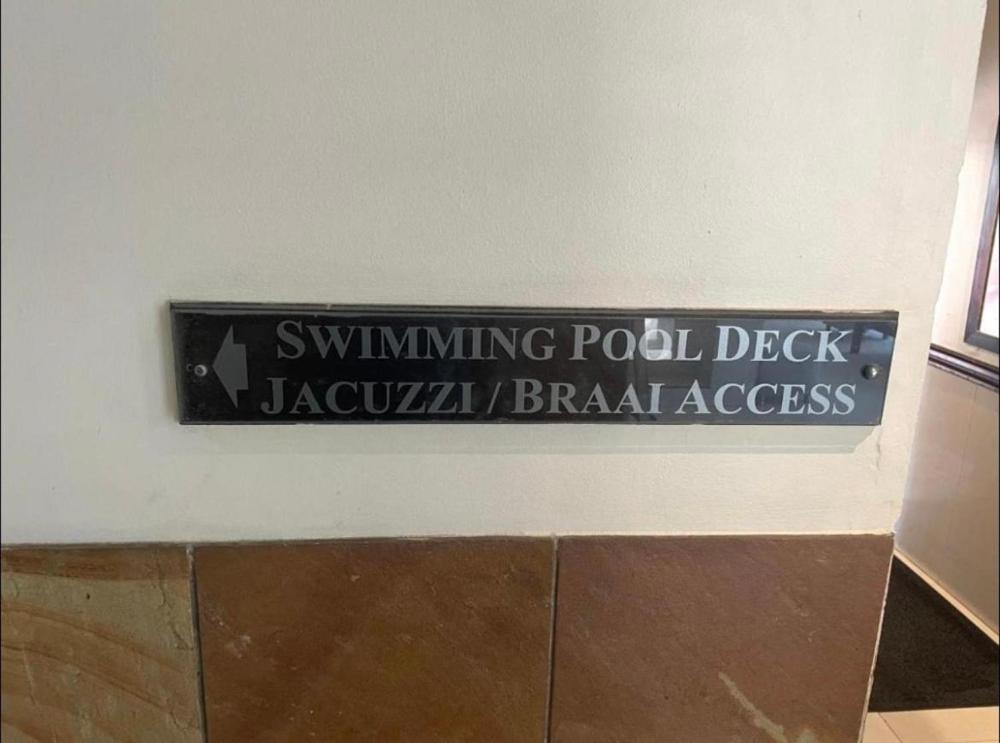 SWIMMING POOL DECK
JACUZZI / BRAAI ACCESS